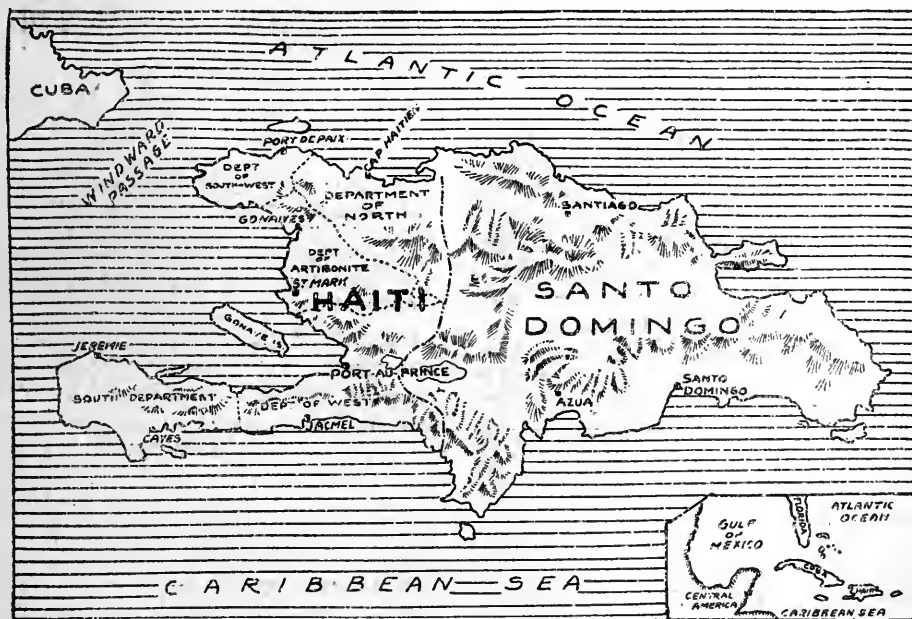 ATLANTIC OCEAN
CUBA
WINDWARD
PASSAGE
PORT DE PAIX
CAP HAITIEN
DEPT
OF
SOUTH-WEST
DEPARTMENT
OF
NORTH
GONAIVES
SANTIAGO
DEPT
OF
ARTIBONITE
ST MARK
HAITI
SANTO
DOMINGO
GONAIVE IS
JEREMIE
PORT-AU-PRINCE
SOUTH DEPARTMENT
DEPT OF WEST
SANTO
DOMINGO
AZUA
JACMEL
CAYES
CARIBBEAN SEA
GULF
OF
MEXICO
FLORIDA
ATLANTIC
OCEAN
CUBA
HAITI
CENTRAL
AMERICA
CARIBBEAN SEA